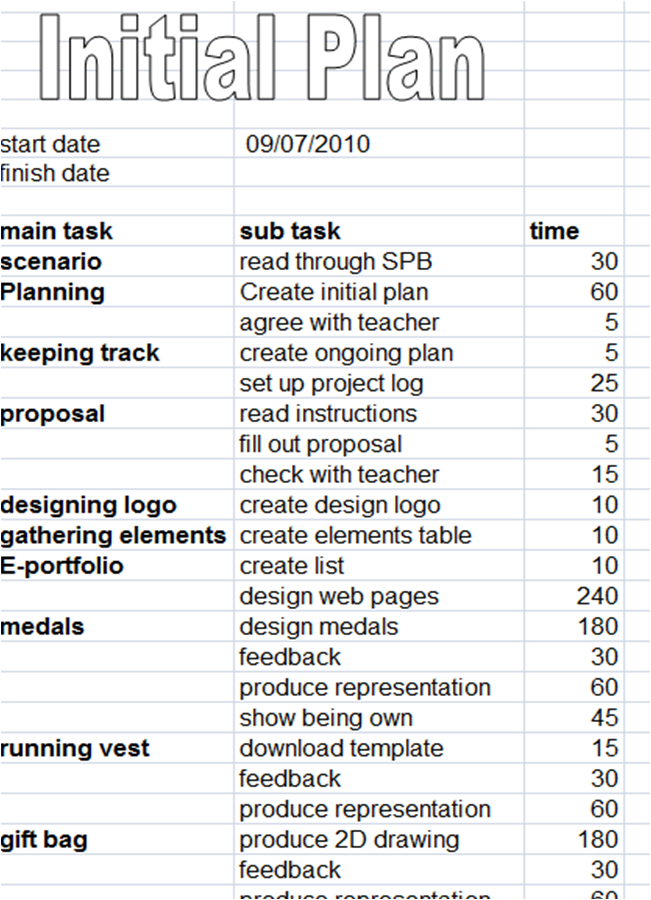 Initial Plan
start date 09/07/2010
finish date
main task sub task time
scenario read through SPB 30
Planning Create initial plan 60
agree with teacher 5
keeping track create ongoing plan 5
set up project log 25
proposal read instructions 30
fill out proposal 5
check with teacher 15
designing logo create design logo 10
gathering elements create elements table 10
E-portfolio create list 10
design web pages 240
medals design medals 180
feedback 30
produce representation 60
show being own 45
running vest download template 15
feedback 30
produce representation 60
gift bag produce 2D drawing 180
feedback 30
produce representation 60